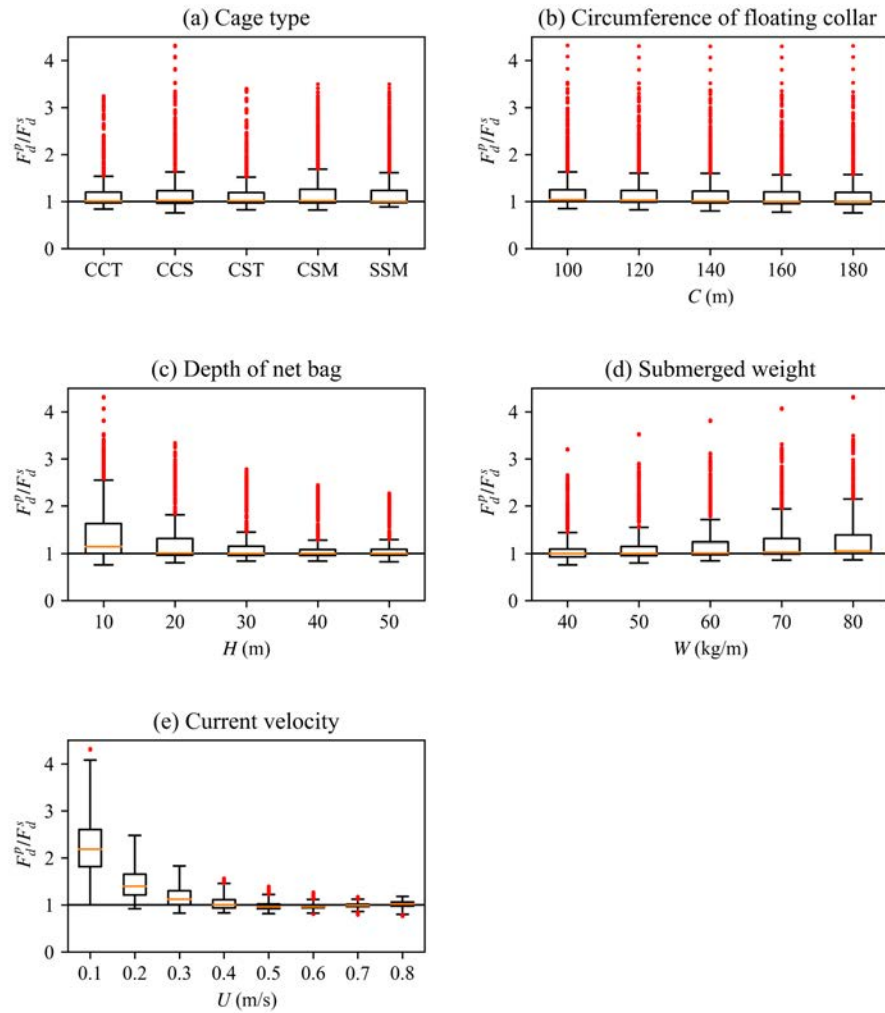 (a) Cage type
4
3
2
1
0
F_d^p/F_d^s
CCT CCS CST CSM SSM
(b) Circumference of floating collar
4
3
2
1
0
F_d^p/F_d^s
100 120 140 160 180
C (m)
(c) Depth of net bag
4
3
2
1
0
F_d^p/F_d^s
10 20 30 40 50
H (m)
(d) Submerged weight
4
3
2
1
0
F_d^p/F_d^s
40 50 60 70 80
W (kg/m)
(e) Current velocity
4
3
2
1
0
F_d^p/F_d^s
0.1 0.2 0.3 0.4 0.5 0.6 0.7 0.8
U (m/s)